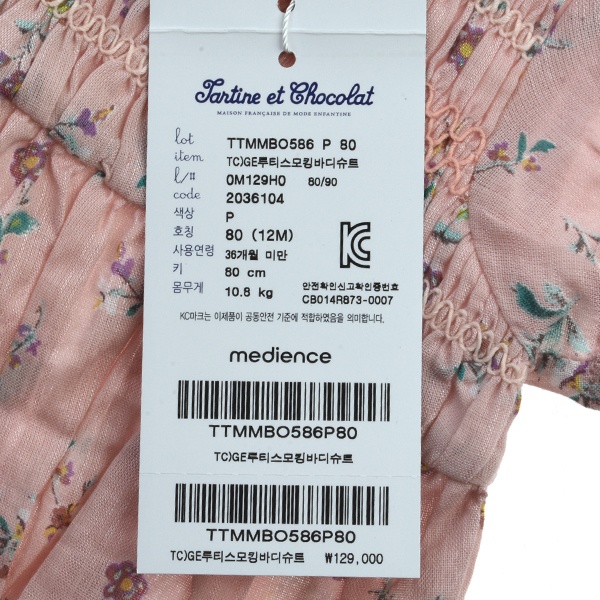 Tartine et Chocolat
MAISON FRANÇAISE DE MODE ENFANTINE
lot TTMMBO586 P 80
item TC)GE루티스모킹바디슈트
l/# 0M129H0 80/90
code 2036104
색상 P
호칭 80 (12M)
사용연령 36개월 미만
키 80 cm
몸무게 10.8 kg
안전확인신고확인증번호
CB014R873-0007
KC마크는 이제품이 공통안전 기준에 적합하였음을 의미합니다.
medience
TTMMBO586P80
TC)GE루티스모킹바디슈트
TTMMBO586P80
TC)GE루티스모킹바디슈트 ₩129,000